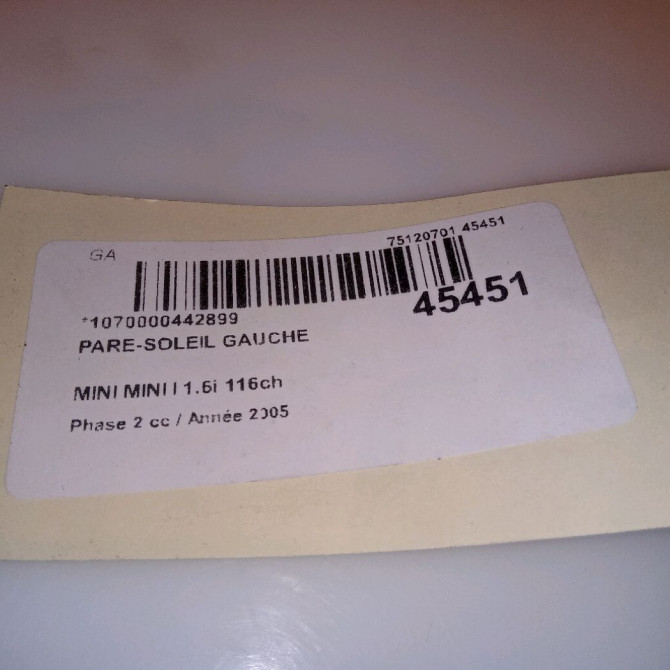 GA
75120701 45451
45451
*1070000442899
PARE-SOLEIL GAUCHE
MINI MINI I 1.6i 116ch
Phase 2 cc / Année 2005